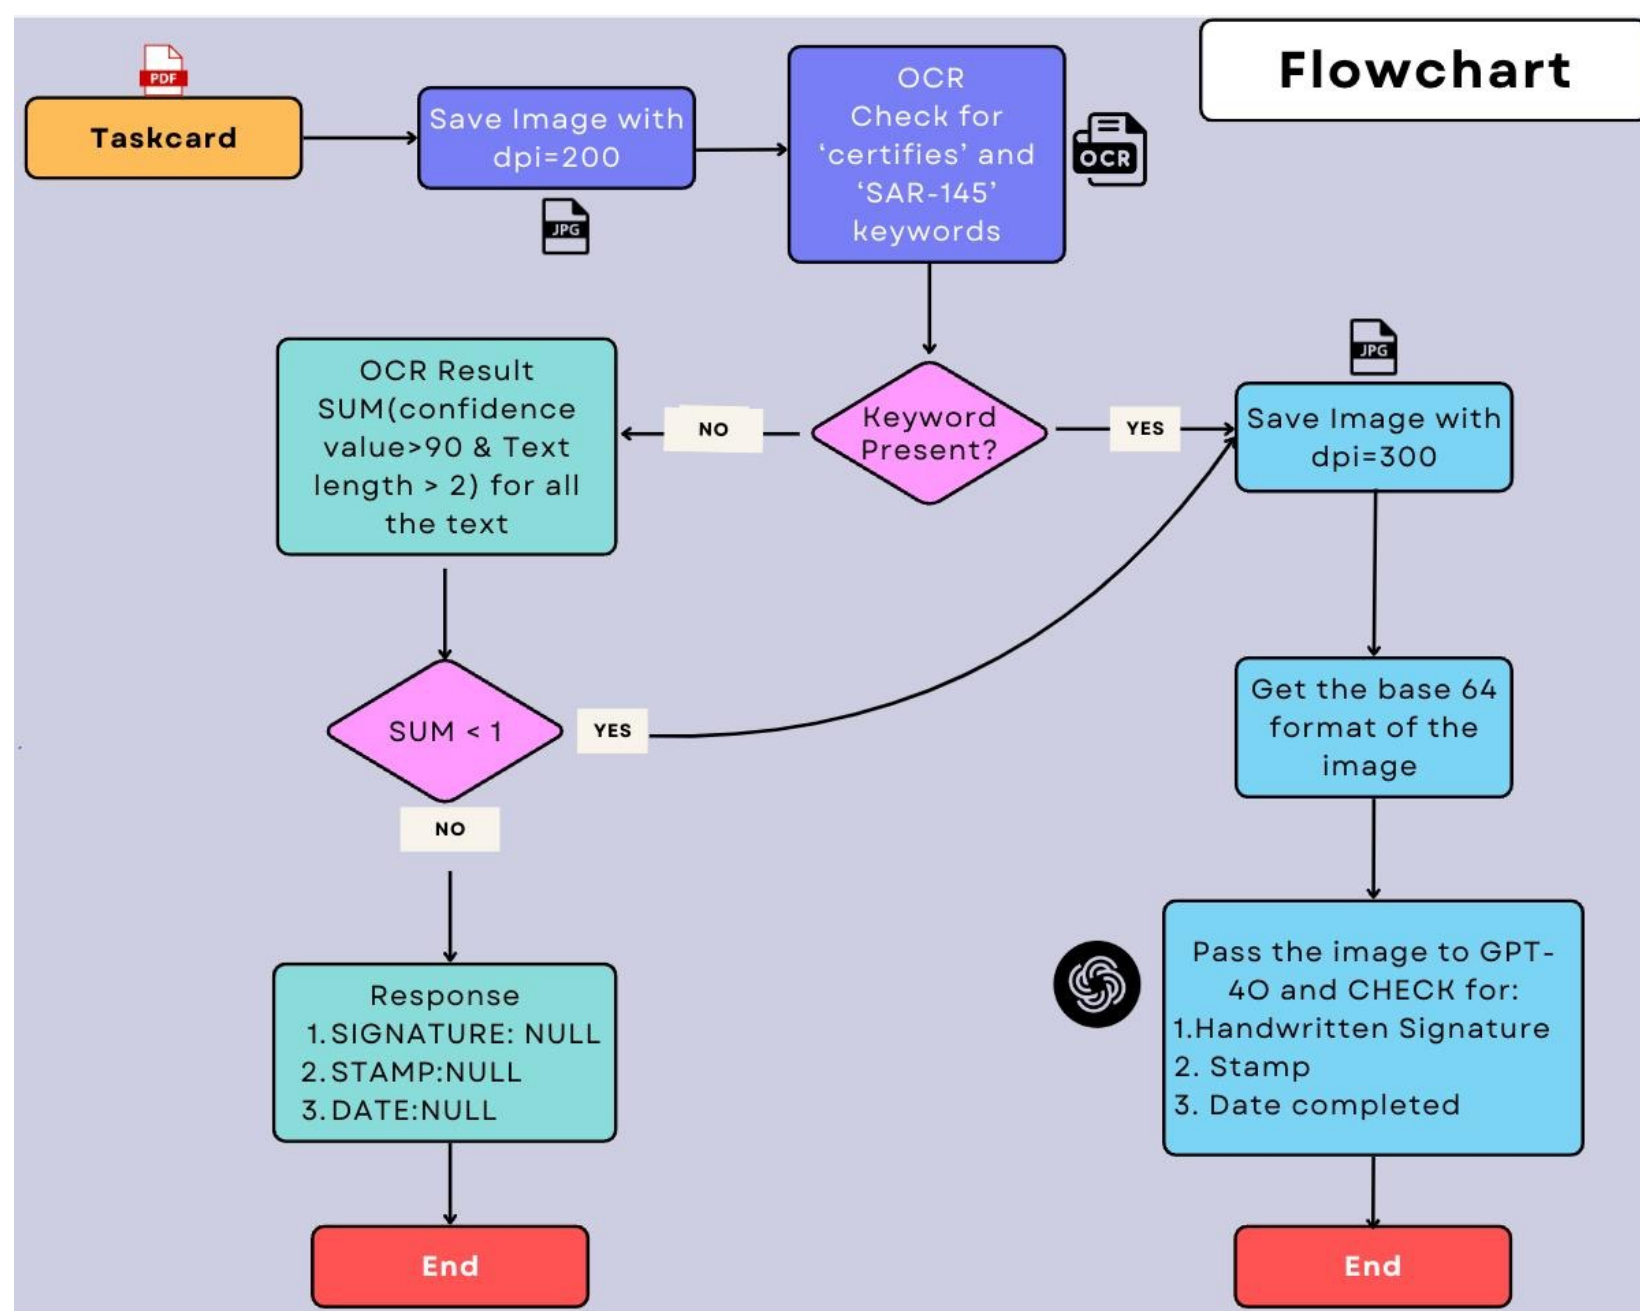 Flowchart
PDF
Taskcard
Save Image with
dpi=200
JPG
OCR
Check for
‘certifies’ and
‘SAR-145’
keywords
OCR
Keyword
Present?
NO
YES
OCR Result
SUM(confidence
value>90 & Text
length > 2) for all
the text
JPG
Save Image with
dpi=300
SUM < 1
YES
NO
Get the base 64
format of the
image
Response
1. SIGNATURE: NULL
2. STAMP:NULL
3. DATE:NULL
End
Pass the image to GPT-
4O and CHECK for:
1.Handwritten Signature
2. Stamp
3. Date completed
End